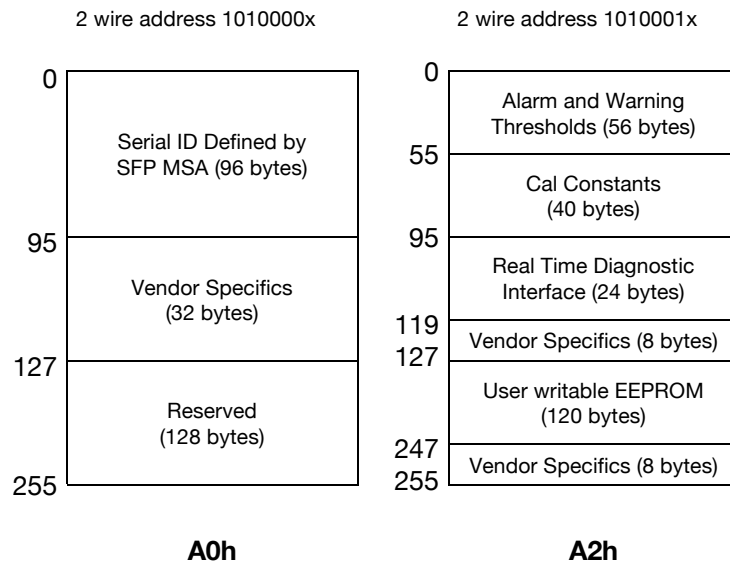 2 wire address 1010000x
0
Serial ID Defined by
SFP MSA (96 bytes)
95
Vendor Specifics
(32 bytes)
127
Reserved
(128 bytes)
255
A0h
2 wire address 1010001x
0
Alarm and Warning
Thresholds (56 bytes)
55
Cal Constants
(40 bytes)
95
Real Time Diagnostic
Interface (24 bytes)
119
Vendor Specifics (8 bytes)
127
User writable EEPROM
(120 bytes)
247
Vendor Specifics (8 bytes)
255
A2h